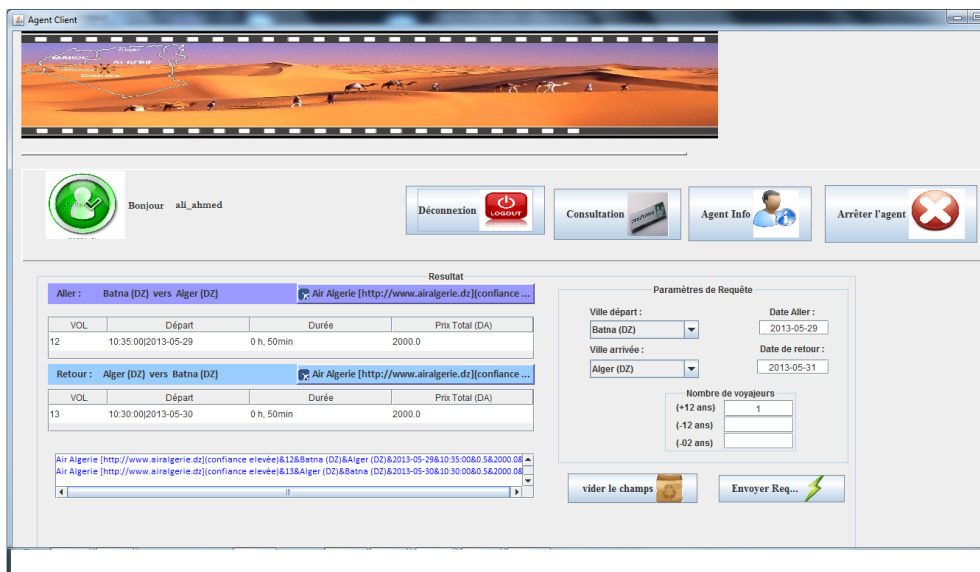 Agent Client
Alger
MAROC ALGERIE
Bonjour ali_ahmed
Déconnexion
LOGOUT
Consultation
Agent Info
Arrêter l'agent
Resultat
Aller : Batna (DZ) vers Alger (DZ)
Air Algerie [http://www.airalgerie.dz](confiance ...
VOL Départ Durée Prix Total (DA)
12 10:35:00|2013-05-29 0 h, 50min 2000.0
Retour : Alger (DZ) vers Batna (DZ)
Air Algerie [http://www.airalgerie.dz](confiance ...
VOL Départ Durée Prix Total (DA)
13 10:30:00|2013-05-30 0 h, 50min 2000.0
Air Algerie [http://www.airalgerie.dz](confiance elevée)&12&Batna (DZ)&Alger (DZ)&2013-05-29&10:35:00&0.5&2000.0&
Air Algerie [http://www.airalgerie.dz](confiance elevée)&13&Alger (DZ)&Batna (DZ)&2013-05-30&10:30:00&0.5&2000.0&
Paramètres de Requête
Ville départ : Date Aller :
Batna (DZ) 2013-05-29
Ville arrivée : Date de retour :
Alger (DZ) 2013-05-31
Nombre de voyajeurs
(+12 ans) 1
(-12 ans)
(-02 ans)
vider le champs
Envoyer Req...